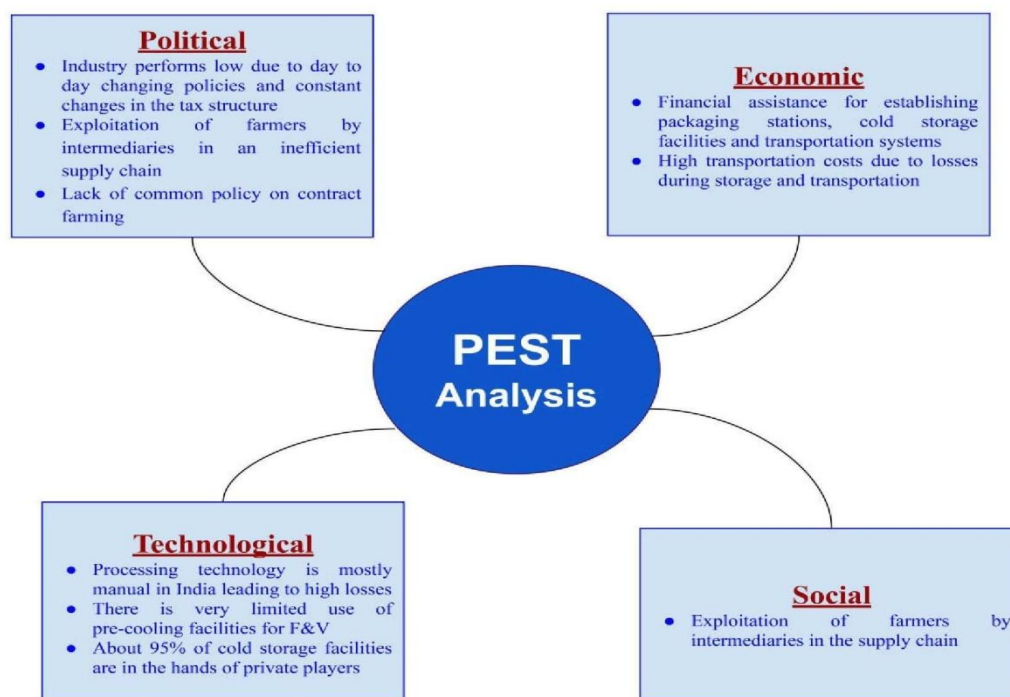 Political
● Industry performs low due to day to
day changing policies and constant
changes in the tax structure
● Exploitation of farmers by
intermediaries in an inefficient
supply chain
● Lack of common policy on contract
farming
Economic
● Financial assistance for establishing
packaging stations, cold storage
facilities and transportation systems
● High transportation costs due to losses
during storage and transportation
PEST
Analysis
Technological
● Processing technology is mostly
manual in India leading to high losses
● There is very limited use of
pre-cooling facilities for F&V
● About 95% of cold storage facilities
are in the hands of private players
Social
● Exploitation of farmers by
intermediaries in the supply chain